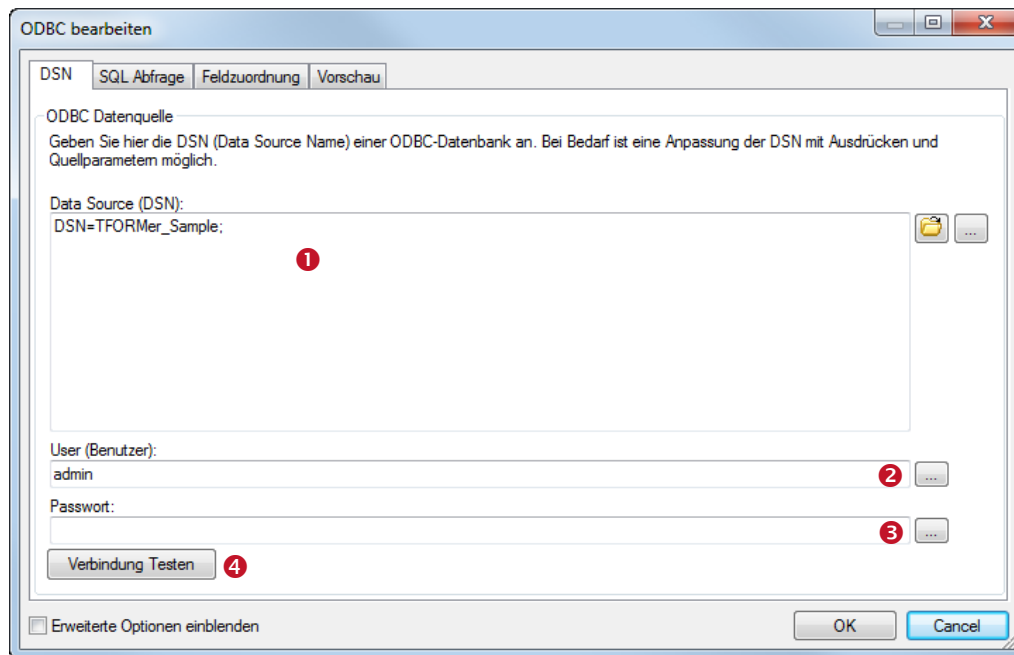 ODBC bearbeiten
DSN
SQL Abfrage
Feldzuordnung
Vorschau
ODBC Datenquelle
Geben Sie hier die DSN (Data Source Name) einer ODBC-Datenbank an. Bei Bedarf ist eine Anpassung der DSN mit Ausdrücken und
Quellparametern möglich.
Data Source (DSN):
DSN=TFORMer_Sample;
...
1
User (Benutzer):
admin
2
...
Passwort:
3
...
Verbindung Testen
4
Erweiterte Optionen einblenden
OK
Cancel